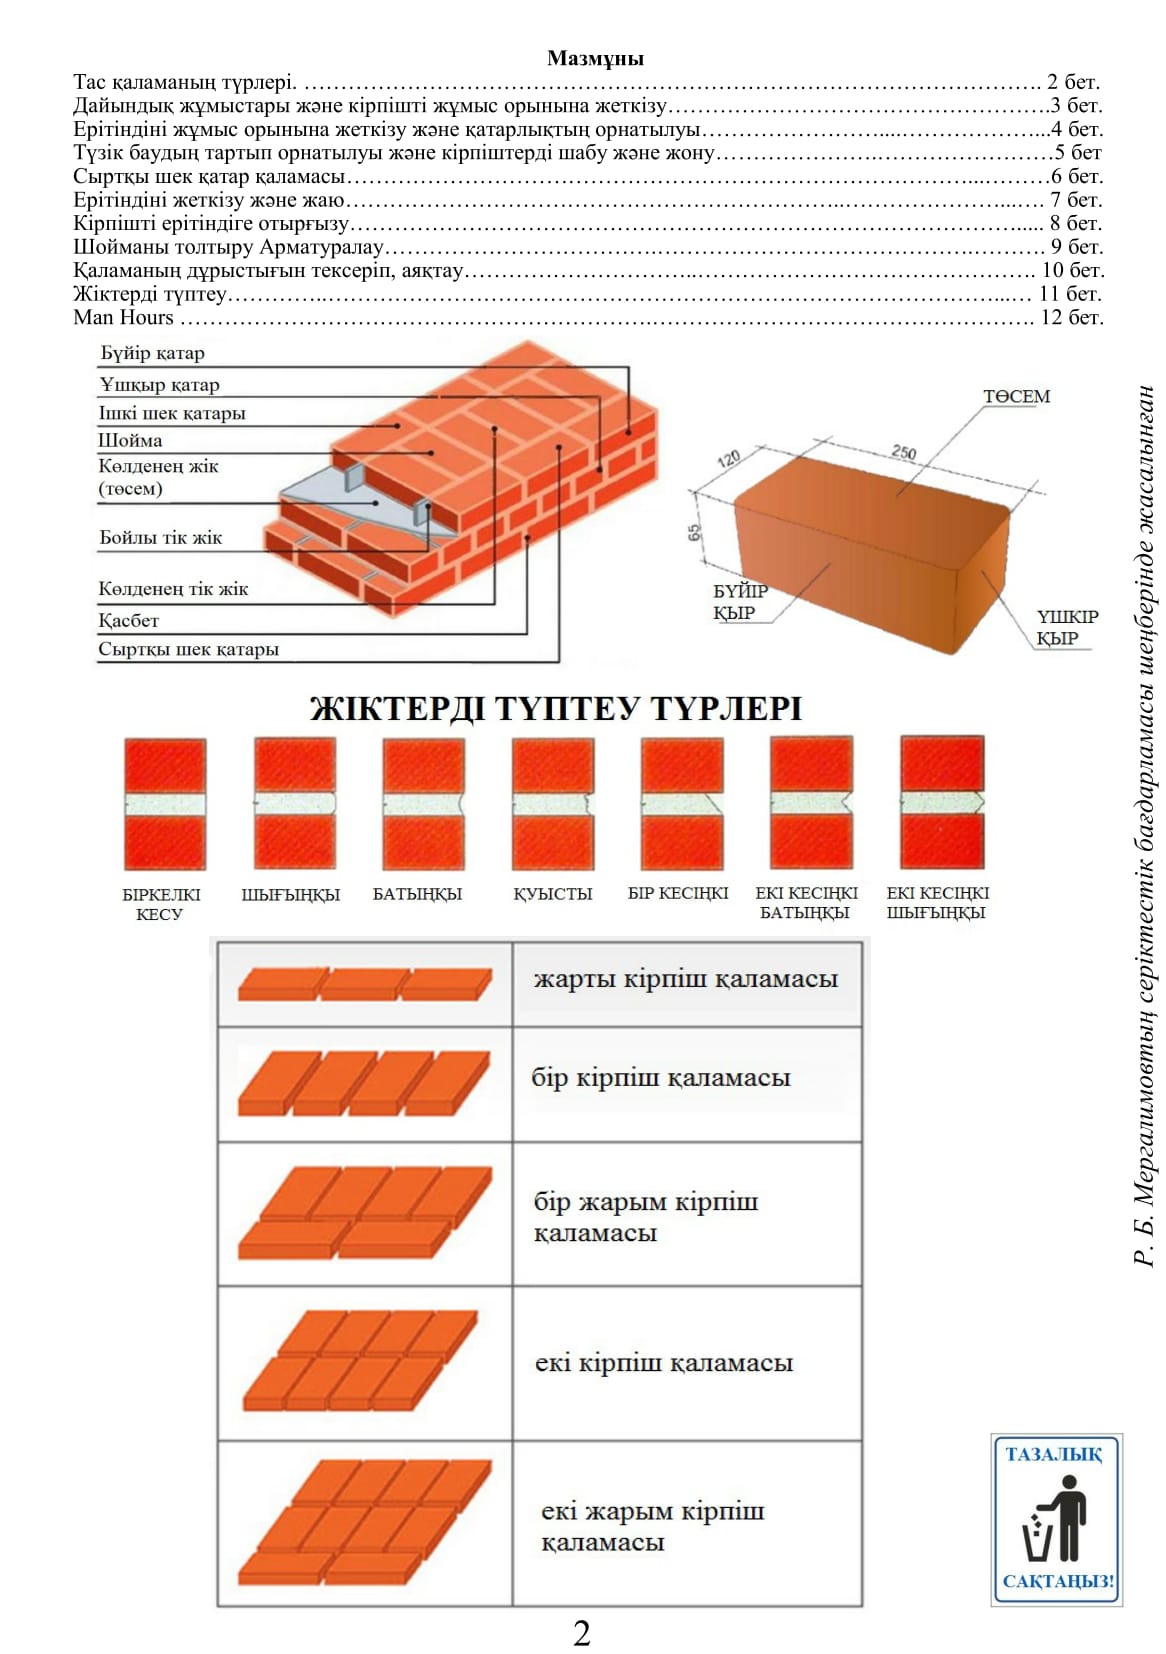 Мазмұны
Тас қаламаның түрлері. ……………………………………………………………………………………….. 2 бет.
Дайындық жұмыстары және кірпішті жұмыс орынына жеткізу…………………………………………….3 бет.
Ерітіндіні жұмыс орынына жеткізу және қатарлықтың орнатылуы……………………...………………...4 бет.
Түзік баудың тартып орнатылуы және кірпіштерді шабу және жону………………….……………………5 бет
Сыртқы шек қатар қаламасы…………………………………………………………………………...………6 бет.
Ерітіндіні жеткізу және жаю…………………………………………………………..…………………...…. 7 бет.
Кірпішті ерітіндіге отырғызу………………………………………………………………………………..... 8 бет.
Шойманы толтыру Арматуралау……………………………….……………………………………………. 9 бет.
Қаламаның дұрыстығын тексеріп, аяқтау…………………………..………………………………………. 10 бет.
Жіктерді түптеу…………..………………………………………………………………………………...… 11 бет.
Man Hours ……………………………………………………….……………………………………………. 12 бет.
Бүйір қатар
Ұшқыр қатар
Ішкі шек қатары
Шойма
Көлденең жік
(төсем)
Бойлы тік жік
Көлденең тік жік
Қасбет
Сыртқы шек қатары
ТӨСЕМ
120
250
65
БҮЙІР
ҚЫР
ҮШКІР
ҚЫР
ЖІКТЕРДІ ТҮПТЕУ ТҮРЛЕРІ
БІРКЕЛКІ
КЕСУ
ШЫҒЫҢҚЫ
БАТЫҢҚЫ
ҚУЫСТЫ
БІР КЕСІҢКІ
ЕКІ КЕСІҢКІ
БАТЫҢҚЫ
ЕКІ КЕСІҢКІ
ШЫҒЫҢҚЫ
жарты кірпіш қаламасы
бір кірпіш қаламасы
бір жарым кірпіш
қаламасы
екі кірпіш қаламасы
екі жарым кірпіш
қаламасы
Р. Б. Мергалимовтың серіктестік бағдарламасы шеңберінде жасалынған
ТАЗАЛЫҚ
САҚТАҢЫЗ!
2